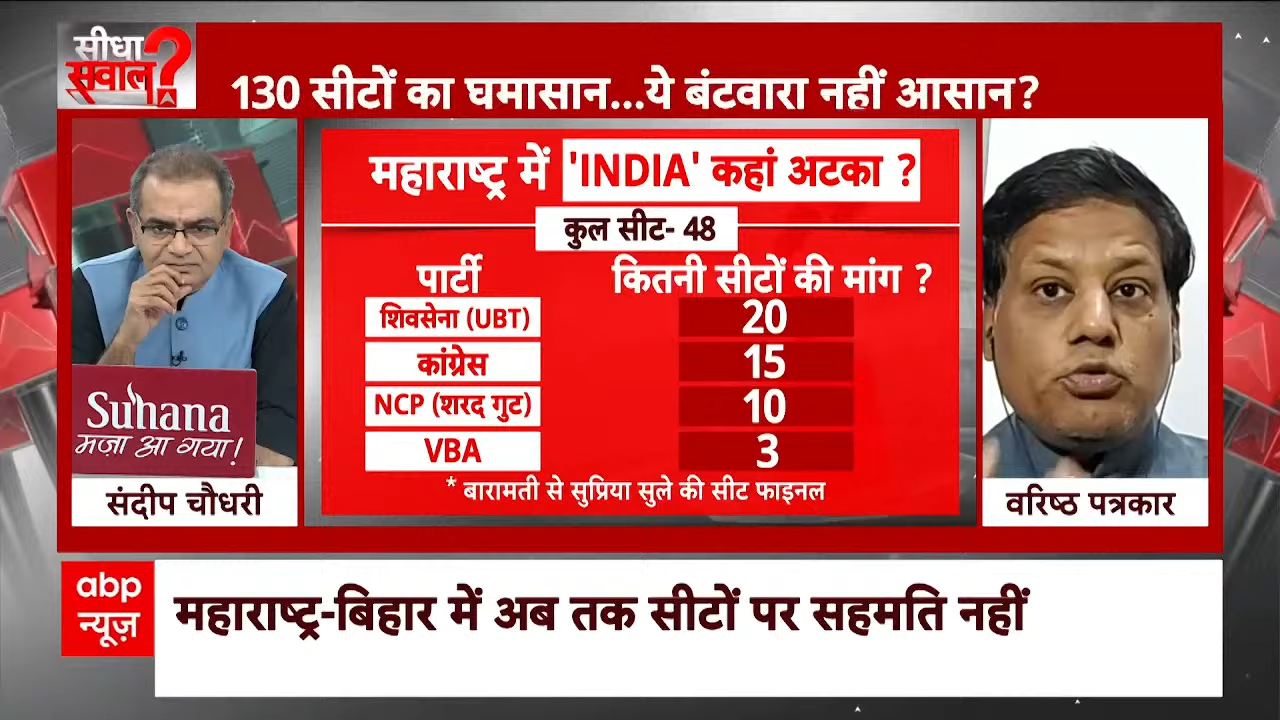 सीधा
सवाल?
130 सीटों का घमासान...ये बंटवारा नहीं आसान?
महाराष्ट्र में 'INDIA' कहां अटका ?
कुल सीट- 48
पार्टी कितनी सीटों की मांग ?
शिवसेना (UBT) 20
कांग्रेस 15
NCP (शरद गुट) 10
VBA 3
* बारामती से सुप्रिया सुले की सीट फाइनल
Suhana
मज़ा आ गया!
संदीप चौधरी
वरिष्ठ पत्रकार
abp
न्यूज़
महाराष्ट्र-बिहार में अब तक सीटों पर सहमति नहीं